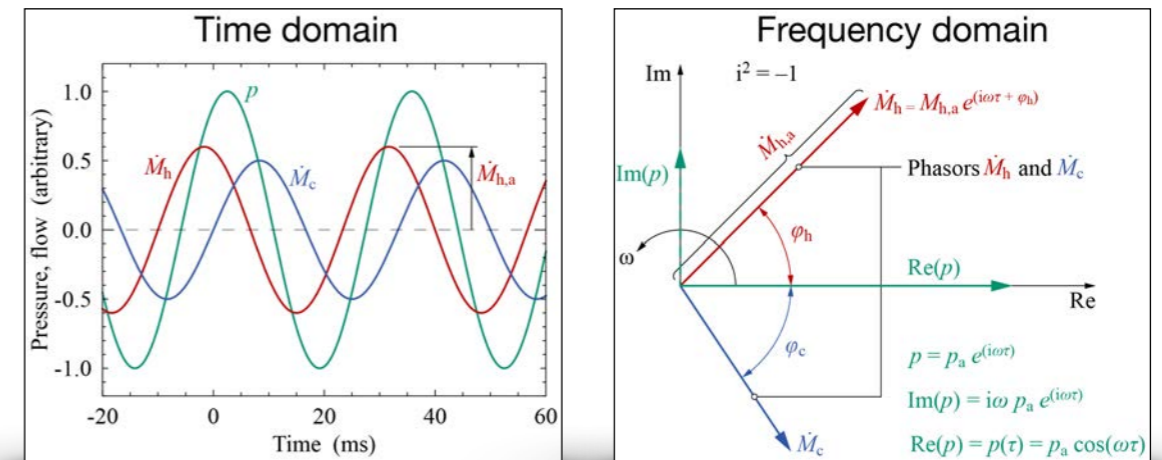 Time domain
Pressure, flow (arbitrary)
1.0
0.5
0.0
-0.5
-1.0
p
Ṁh
Ṁc
Ṁh,a
-20
0
20
40
60
Time (ms)
Frequency domain
Im
i² = –1
Ṁh = Mh,a e^(iωτ + φh)
Ṁh,a
Phasors Ṁh and Ṁc
Im(p)
φh
ω
Re(p)
Re
φc
p = pa e^(iωτ)
Im(p) = iω pa e^(iωτ)
Ṁc
Re(p) = p(τ) = pa cos(ωτ)